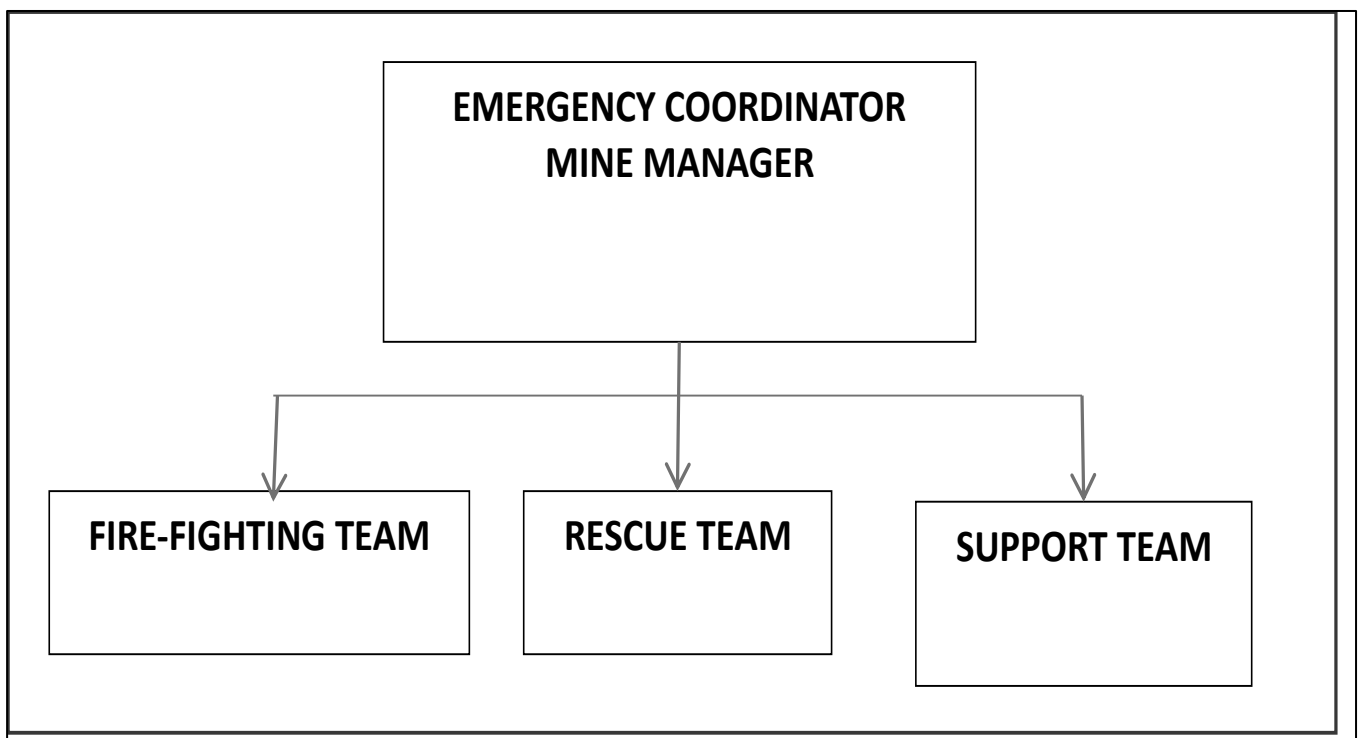 EMERGENCY COORDINATOR
MINE MANAGER
FIRE-FIGHTING TEAM
RESCUE TEAM
SUPPORT TEAM